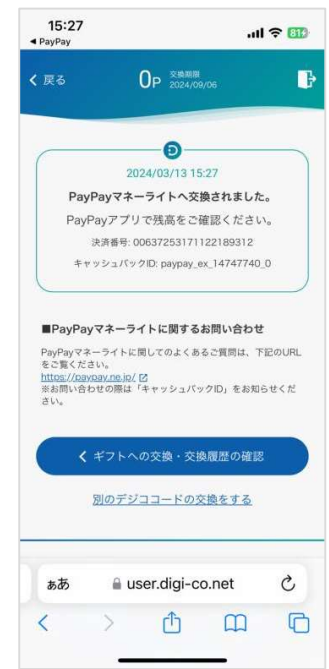 15:27
◀ PayPay
81
戻る
0P 交換期限
2024/09/06
2024/03/13 15:27
PayPayマネーライトへ交換されました。
PayPayアプリで残高をご確認ください。
決済番号: 00637253171122189312
キャッシュバックID: paypay_ex_14747740_0
■PayPayマネーライトに関するお問い合わせ
PayPayマネーライトに関してのよくあるご質問は、下記のURL
をご覧ください。
https://paypay.ne.jp/
※お問い合わせの際は「キャッシュバックID」をお知らせくだ
さい。
ギフトへの交換・交換履歴の確認
別のデジココードの交換をする
ぁあ user.digi-co.net